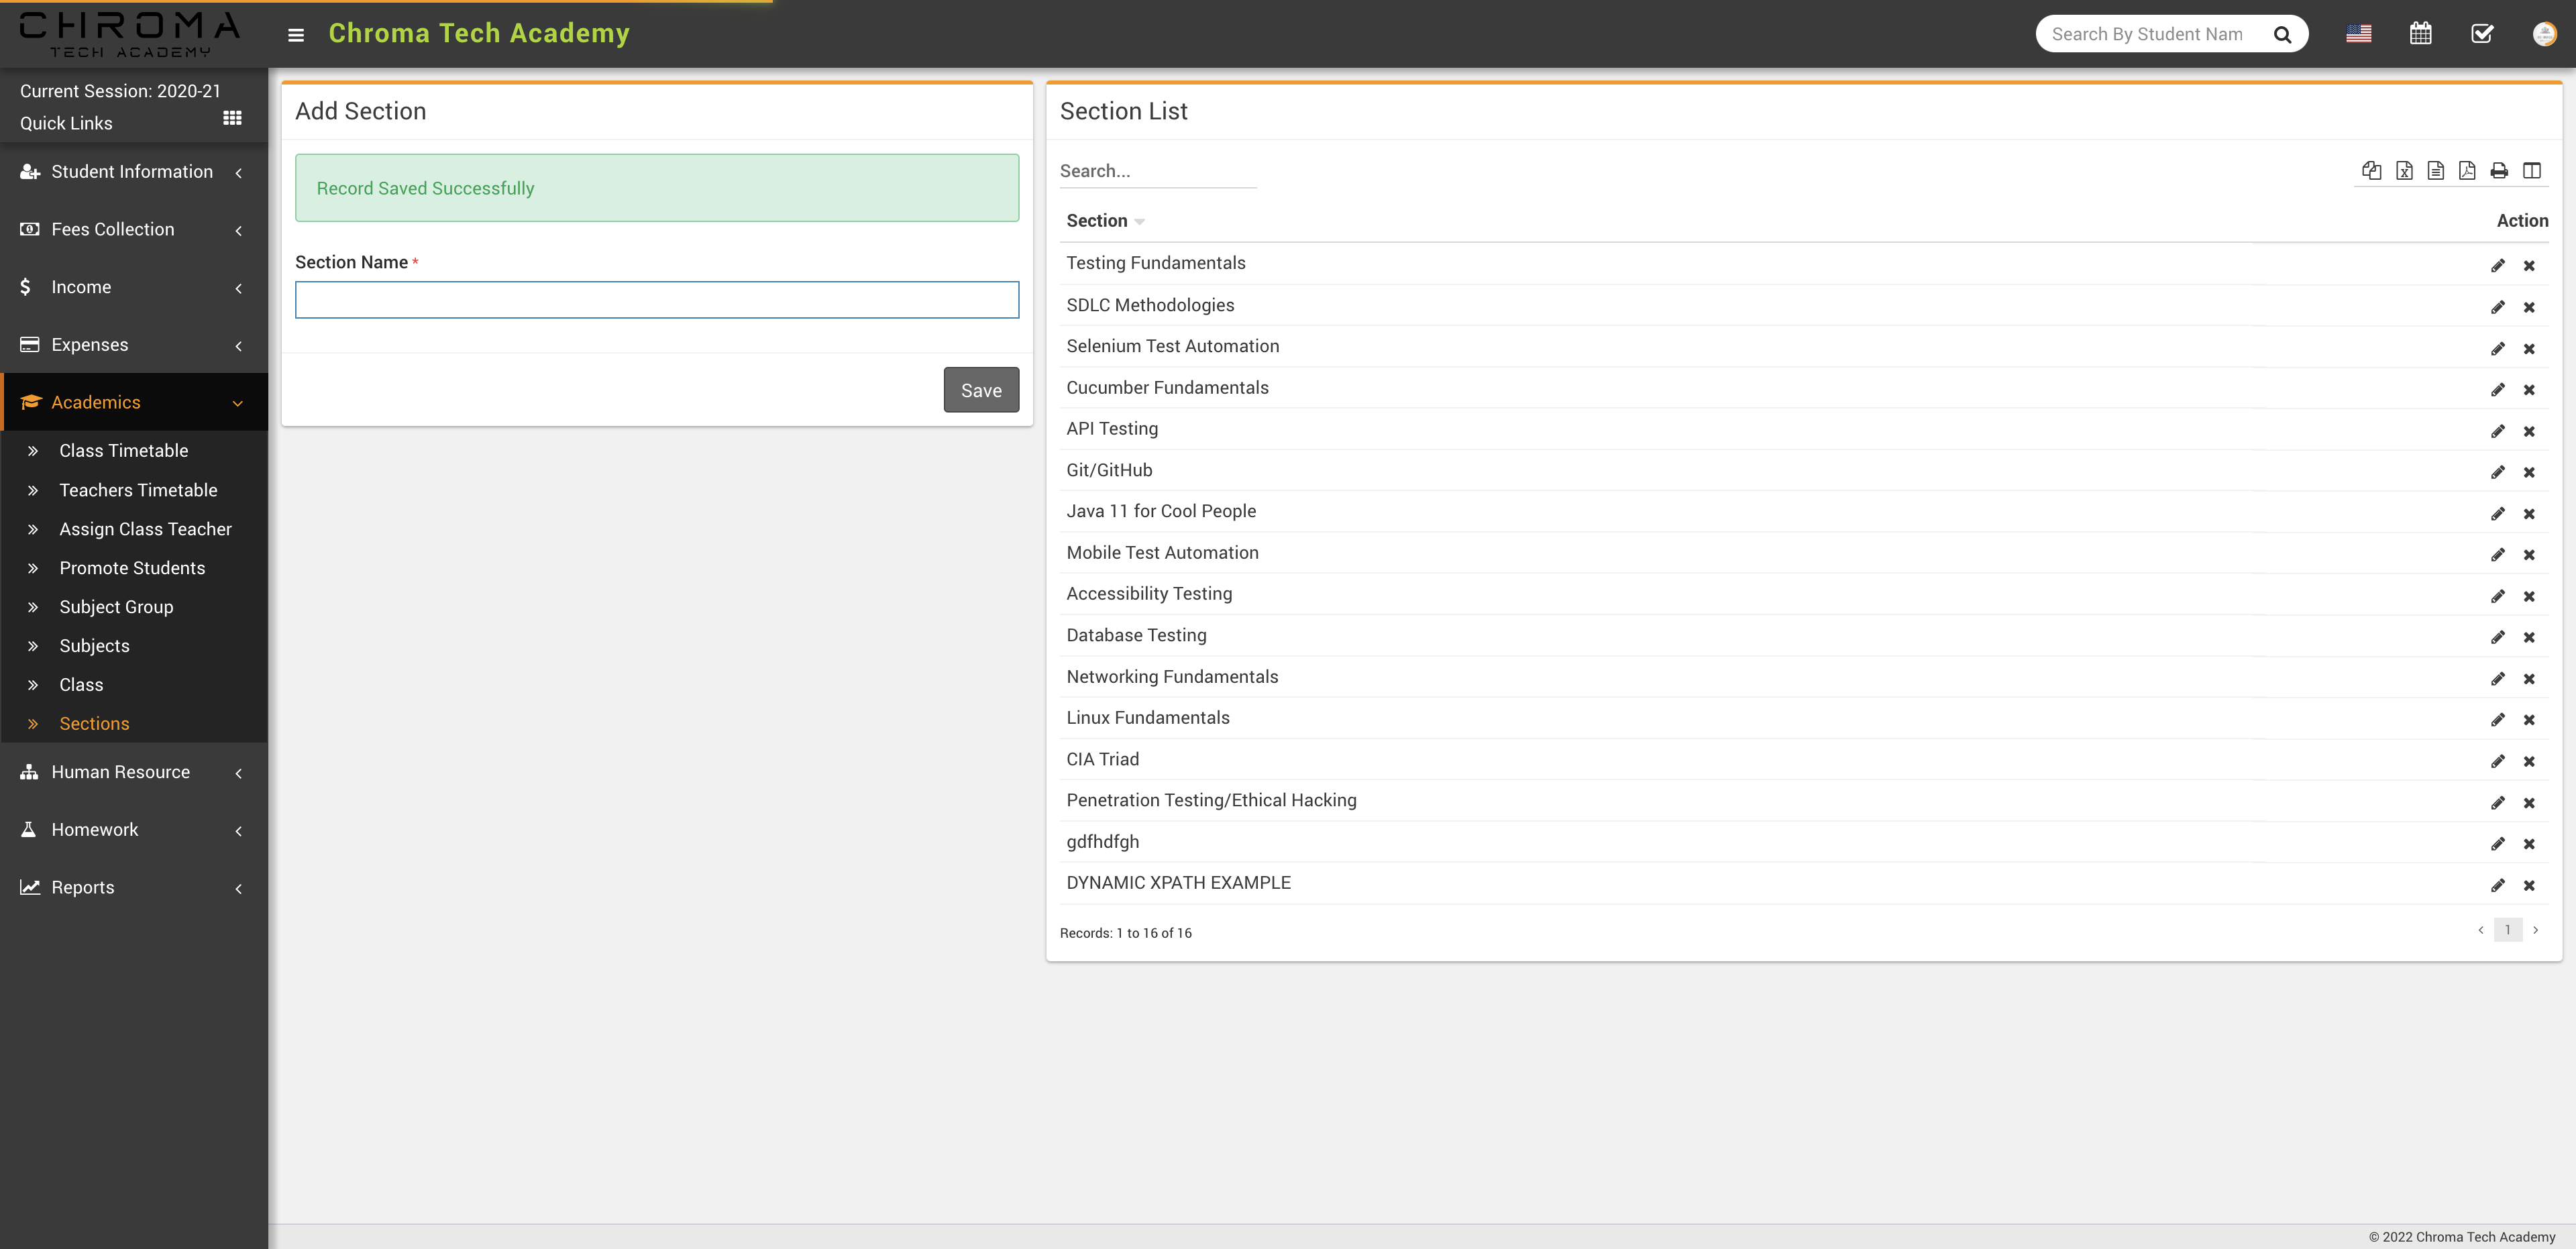 CHROMA
TECH ACADEMY
Chroma Tech Academy
Search By Student Nam
Current Session: 2020-21
Quick Links
Student Information
Fees Collection
Income
Expenses
Academics
Class Timetable
Teachers Timetable
Assign Class Teacher
Promote Students
Subject Group
Subjects
Class
Sections
Human Resource
Homework
Reports
Add Section
Record Saved Successfully
Section Name *
Save
Section List
Search...
Section Action
Testing Fundamentals
SDLC Methodologies
Selenium Test Automation
Cucumber Fundamentals
API Testing
Git/GitHub
Java 11 for Cool People
Mobile Test Automation
Accessibility Testing
Database Testing
Networking Fundamentals
Linux Fundamentals
CIA Triad
Penetration Testing/Ethical Hacking
gdfhdfgh
DYNAMIC XPATH EXAMPLE
Records: 1 to 16 of 16
1
© 2022 Chroma Tech Academy